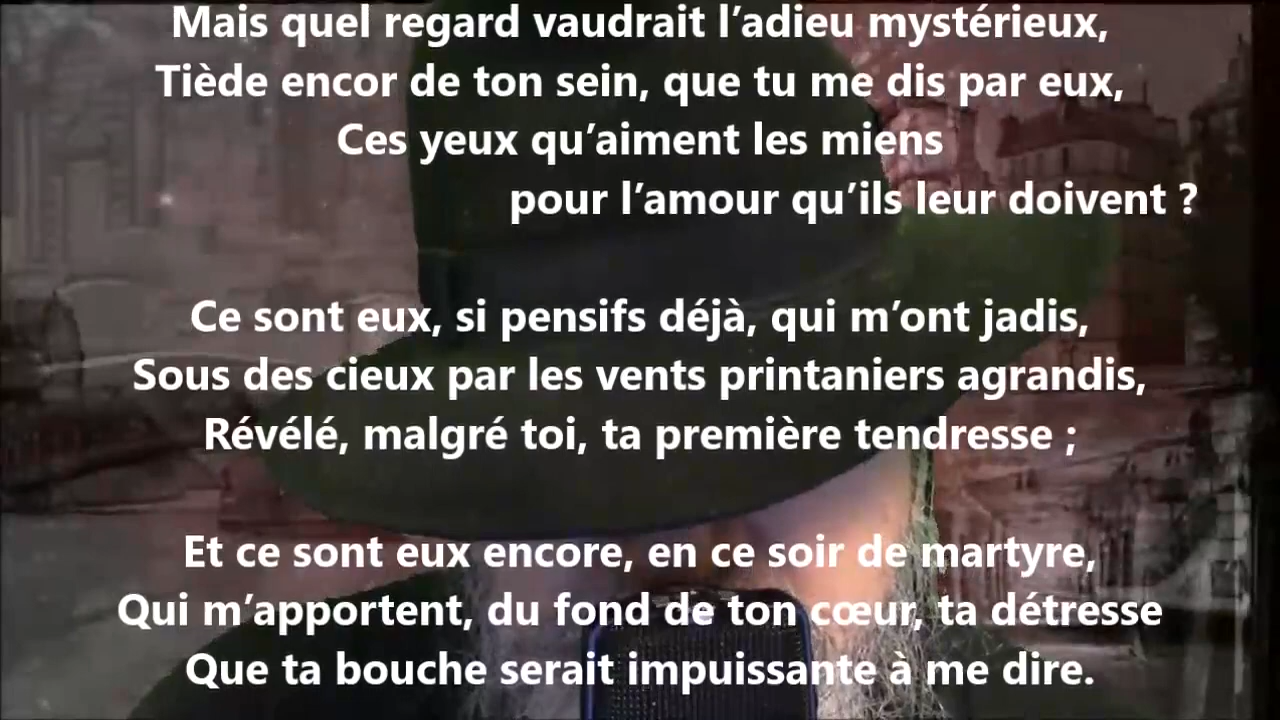 Mais quel regard vaudrait l’adieu mystérieux,
Tiède encor de ton sein, que tu me dis par eux,
Ces yeux qu’aiment les miens
pour l’amour qu’ils leur doivent ?
Ce sont eux, si pensifs déjà, qui m’ont jadis,
Sous des cieux par les vents printaniers agrandis,
Révélé, malgré toi, ta première tendresse ;
Et ce sont eux encore, en ce soir de martyre,
Qui m’apportent, du fond de ton cœur, ta détresse
Que ta bouche serait impuissante à me dire.